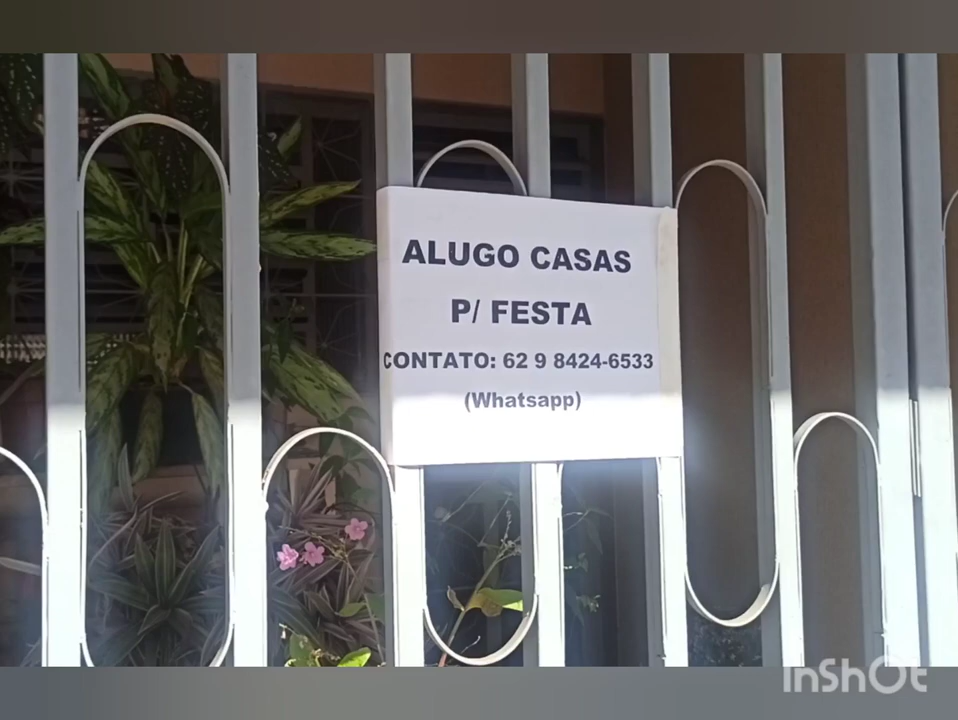 ALUGO CASAS
P/ FESTA
CONTATO: 62 9 8424-6533
(Whatsapp)
InShOt